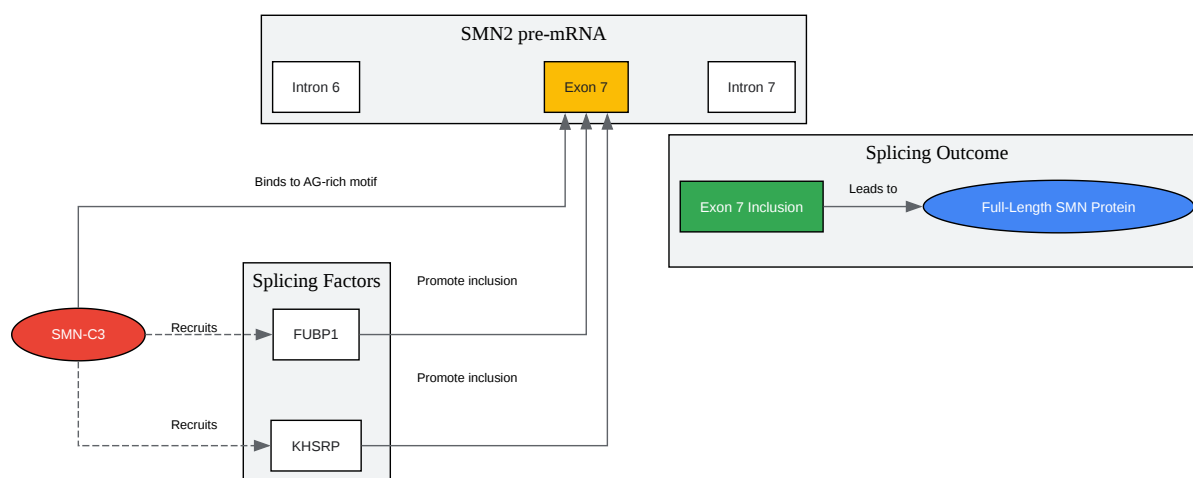 SMN2 pre-mRNA
Intron 6
Exon 7
Intron 7
Splicing Outcome
Exon 7 Inclusion
Leads to
Full-Length SMN Protein
Binds to AG-rich motif
Splicing Factors
Promote inclusion
SMN-C3
Recruits
FUBP1
Promote inclusion
Recruits
KHSRP